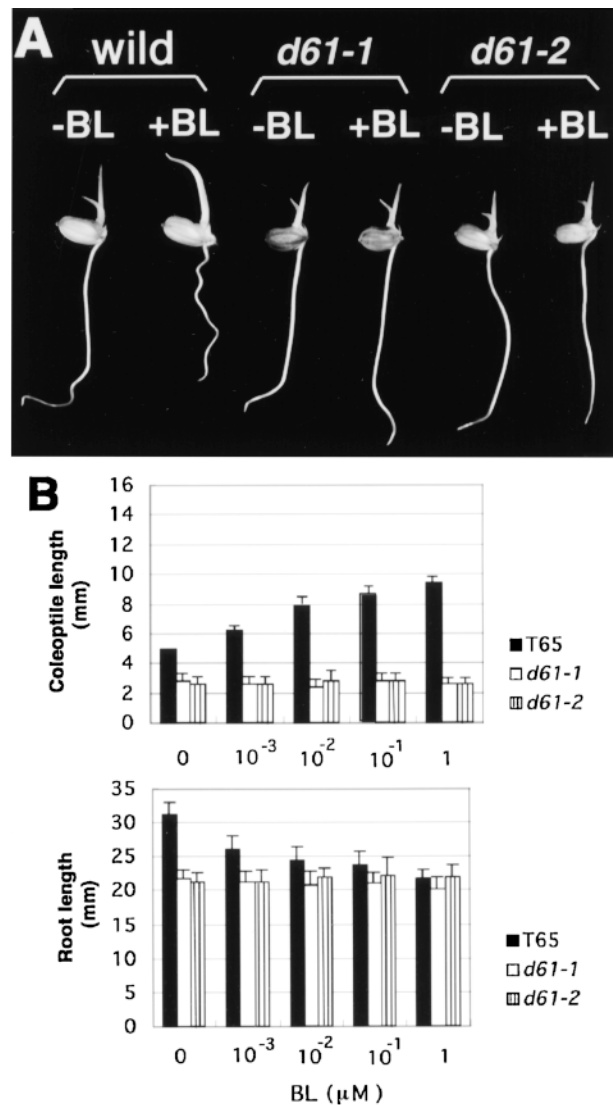 A
wild d61-1 d61-2
-BL +BL -BL +BL -BL +BL
B
Coleoptile length
(mm)
16
14
12
10
8
6
4
2
0
0 10-3 10-2 10-1 1
T65
d61-1
d61-2
Root length
(mm)
35
30
25
20
15
10
5
0
0 10-3 10-2 10-1 1
BL (μM)
T65
d61-1
d61-2